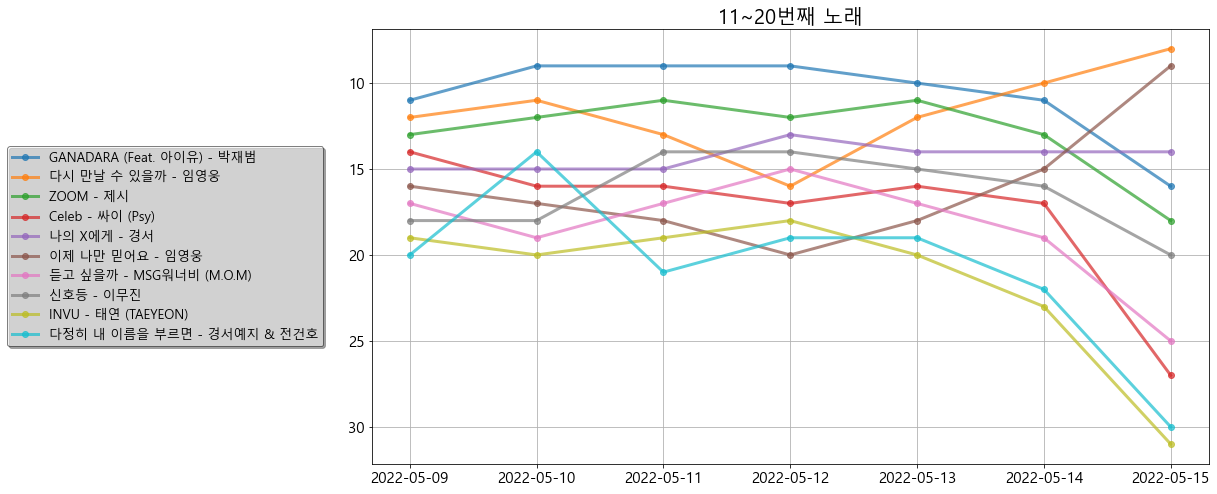 11~20번째 노래
GANADARA (Feat. 아이유) - 박재범
다시 만날 수 있을까 - 임영웅
ZOOM - 제시
Celeb - 싸이 (Psy)
나의 X에게 - 경서
이제 나만 믿어요 - 임영웅
듣고 싶을까 - MSG워너비 (M.O.M)
신호등 - 이무진
INVU - 태연 (TAEYEON)
다정히 내 이름을 부르면 - 경서예지 & 전건호
10
15
20
25
30
2022-05-09 2022-05-10 2022-05-11 2022-05-12 2022-05-13 2022-05-14 2022-05-15